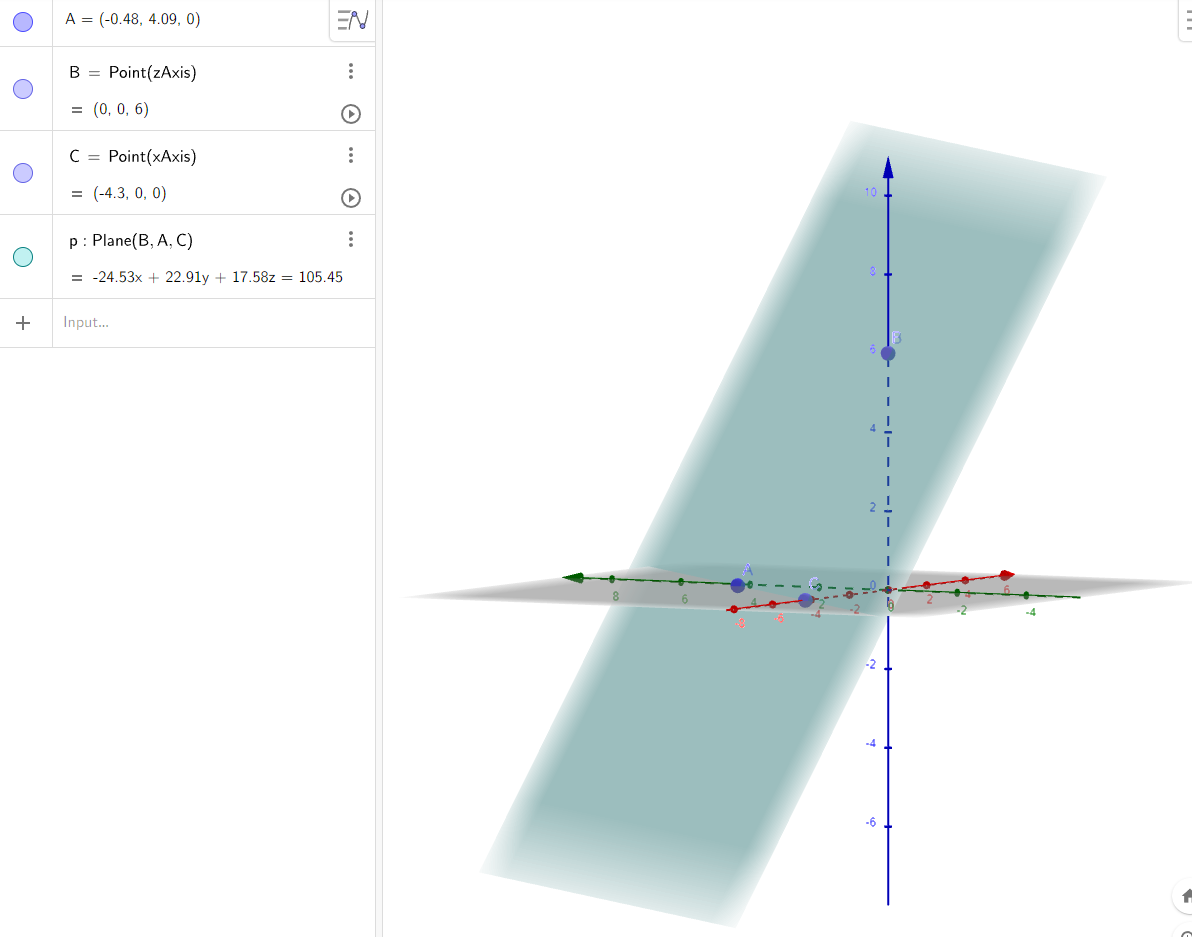 A = (-0.48, 4.09, 0)
B = Point(zAxis)
= (0, 0, 6)
C = Point(xAxis)
= (-4.3, 0, 0)
p : Plane(B, A, C)
= -24.53x + 22.91y + 17.58z = 105.45
Input...
10
8
B
6
4
2
A
C
0
8
6
4
2
0
2
4
6
-2
-4
-8
-6
-4
-2
-2
-4
-6